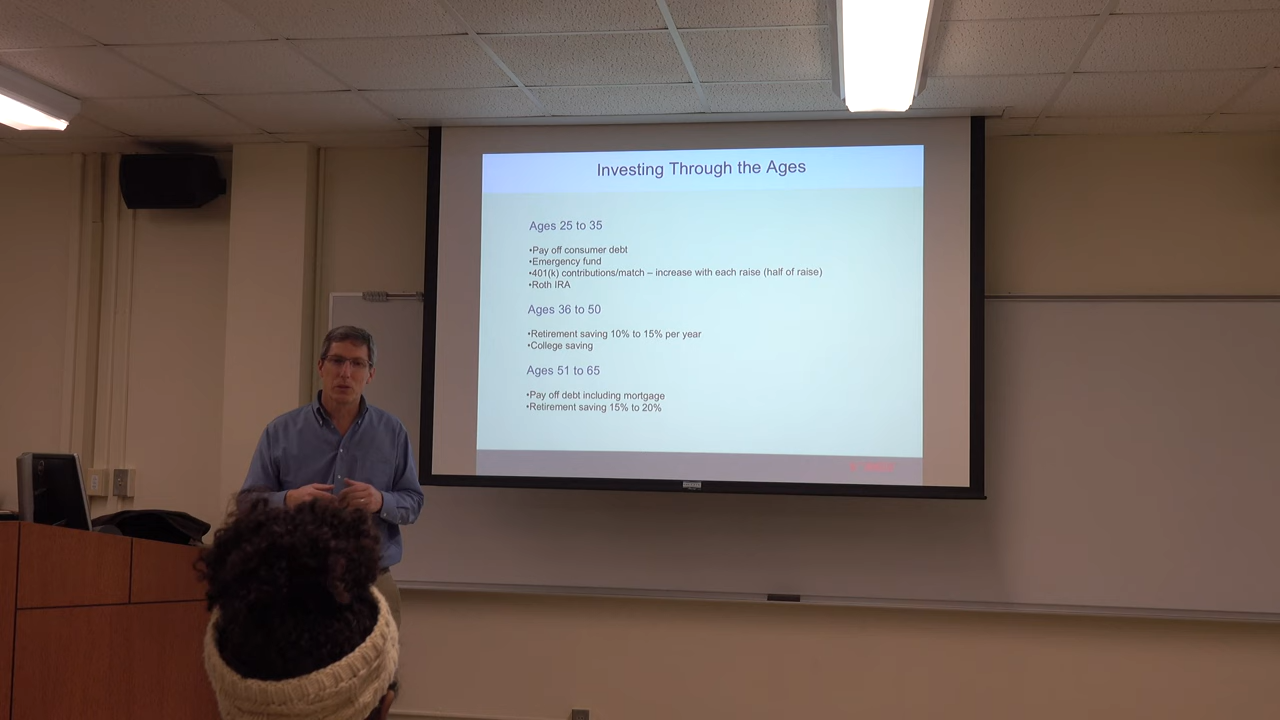 Investing Through the Ages
Ages 25 to 35
•Pay off consumer debt
•Emergency fund
•401(k) contributions/match – increase with each raise (half of raise)
•Roth IRA
Ages 36 to 50
•Retirement saving 10% to 15% per year
•College saving
Ages 51 to 65
•Pay off debt including mortgage
•Retirement saving 15% to 20%